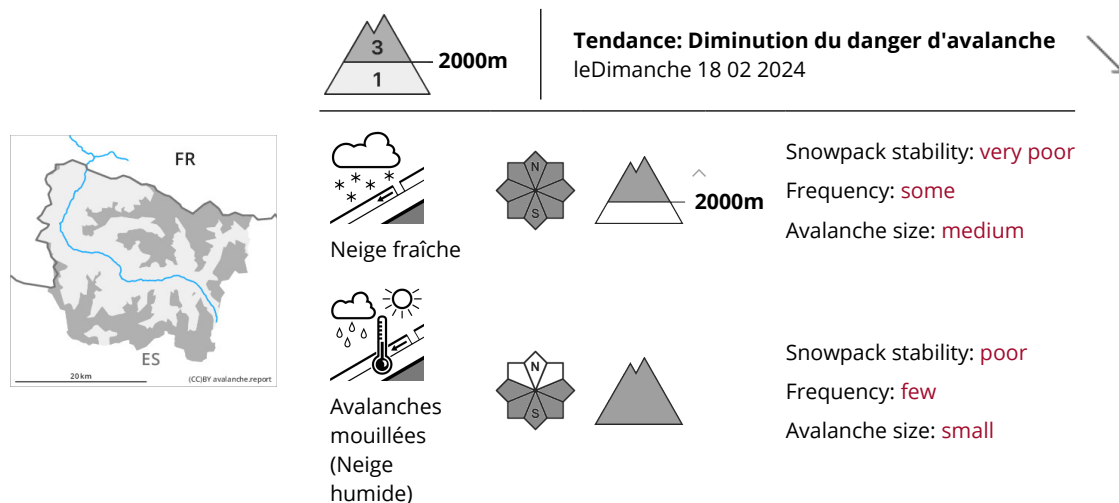 3
2000m
1
Tendance: Diminution du danger d'avalanche
leDimanche 18 02 2024
FR
ES
20 km
(CC)BY avalanche.report
N
S
2000m
Neige fraîche
Snowpack stability: very poor
Frequency: some
Avalanche size: medium
N
S
Avalanches
mouillées
(Neige
humide)
Snowpack stability: poor
Frequency: few
Avalanche size: small